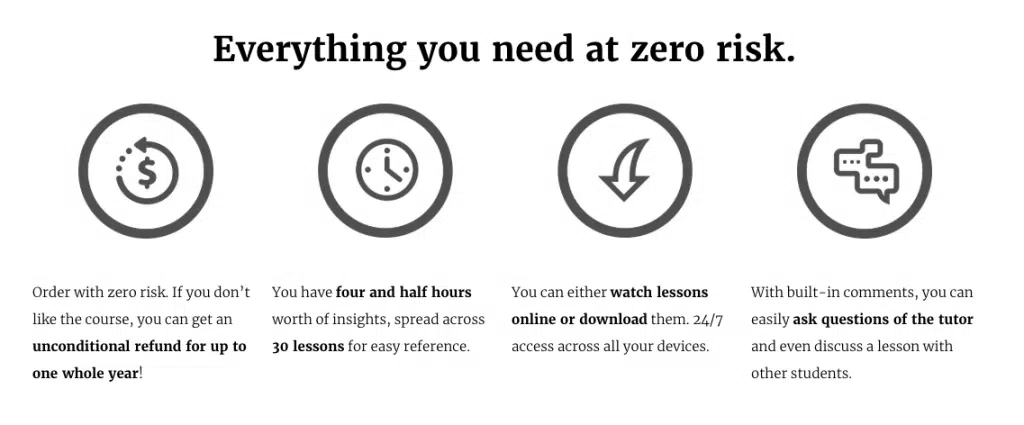 Everything you need at zero risk.
Order with zero risk. If you don't
like the course, you can get an
unconditional refund for up to
one whole year!
You have four and half hours
worth of insights, spread across
30 lessons for easy reference.
You can either watch lessons
online or download them. 24/7
access across all your devices.
With built-in comments, you can
easily ask questions of the tutor
and even discuss a lesson with
other students.